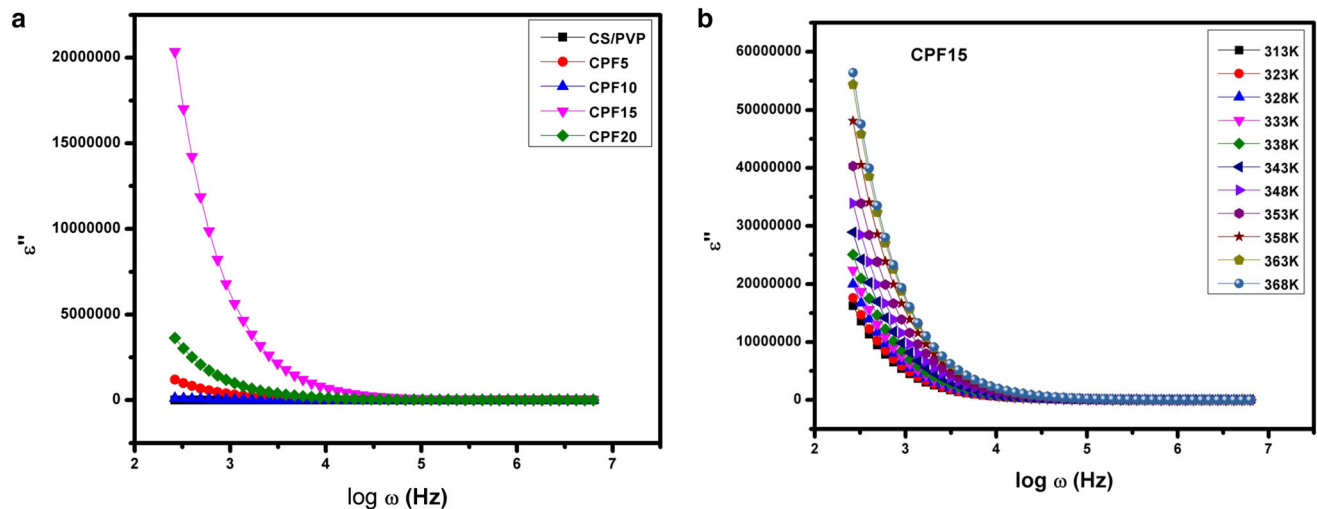 a
ε"
20000000
15000000
10000000
5000000
0
2
3
4
5
6
7
log ω (Hz)
CS/PVP
CPF5
CPF10
CPF15
CPF20
b
CPF15
ε"
60000000
50000000
40000000
30000000
20000000
10000000
0
2
3
4
5
6
7
log ω (Hz)
313K
323K
328K
333K
338K
343K
348K
353K
358K
363K
368K